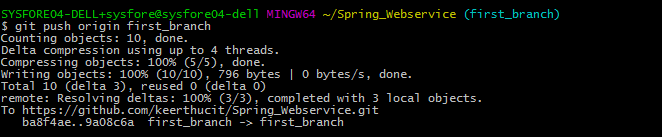 SYSFORE04-DELL+sysfore@sysfore04-dell MINGW64 ~/Spring_Webservice (first_branch)
$ git push origin first_branch
Counting objects: 10, done.
Delta compression using up to 4 threads.
Compressing objects: 100% (5/5), done.
Writing objects: 100% (10/10), 796 bytes | 0 bytes/s, done.
Total 10 (delta 3), reused 0 (delta 0)
remote: Resolving deltas: 100% (3/3), completed with 3 local objects.
To https://github.com/keerthucit/Spring_Webservice.git
   ba8f4ae..9a08c6a  first_branch -> first_branch